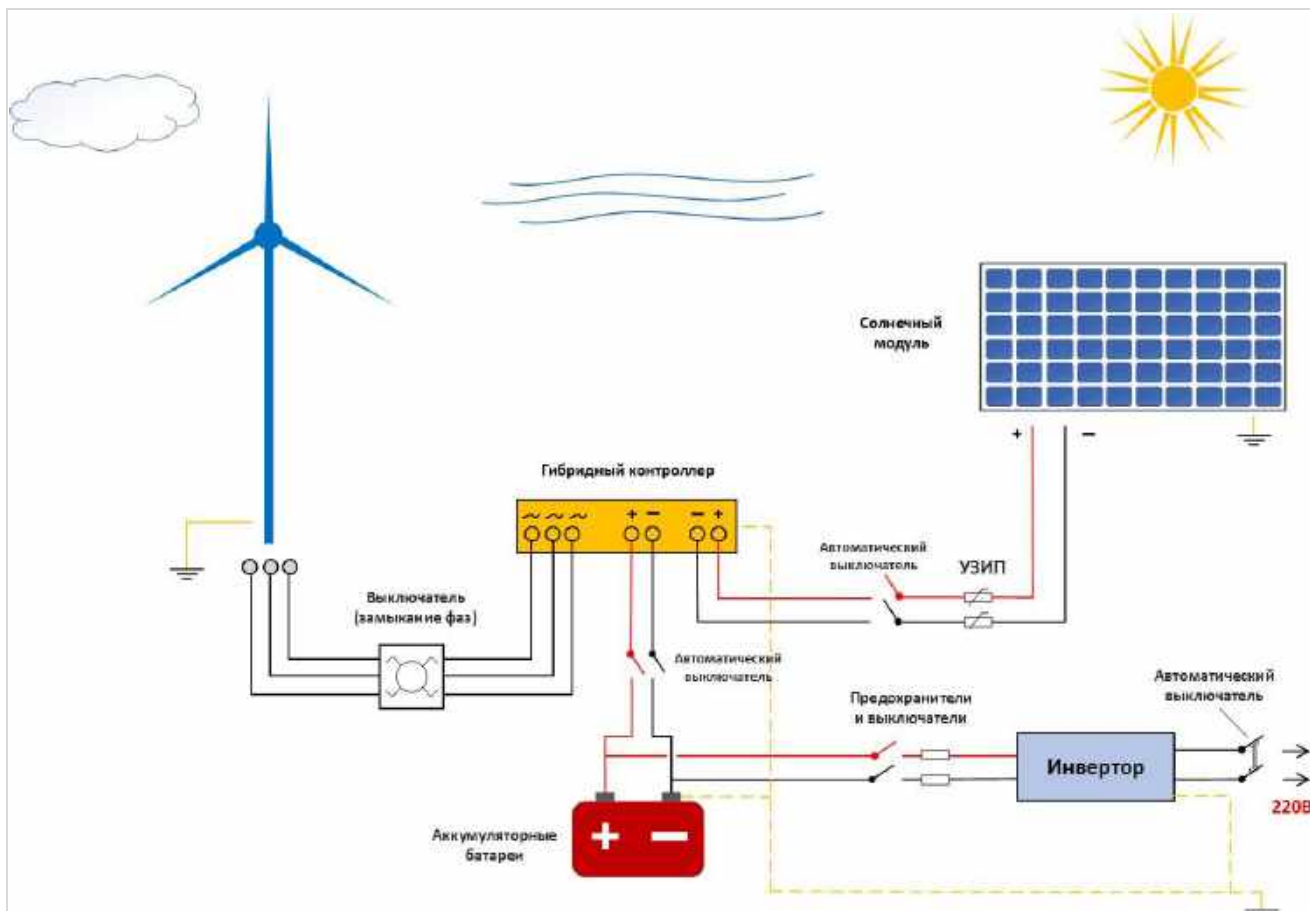 Солнечный
модуль
+ −
Гибридный контроллер
~ ~ ~ + − − +
Автоматический
выключатель
УЗИП
Выключатель
(замыкание фаз)
Автоматический
выключатель
Предохранители
и выключатели
Автоматический
выключатель
Инвертор
220В
+ −
Аккумуляторные
батареи